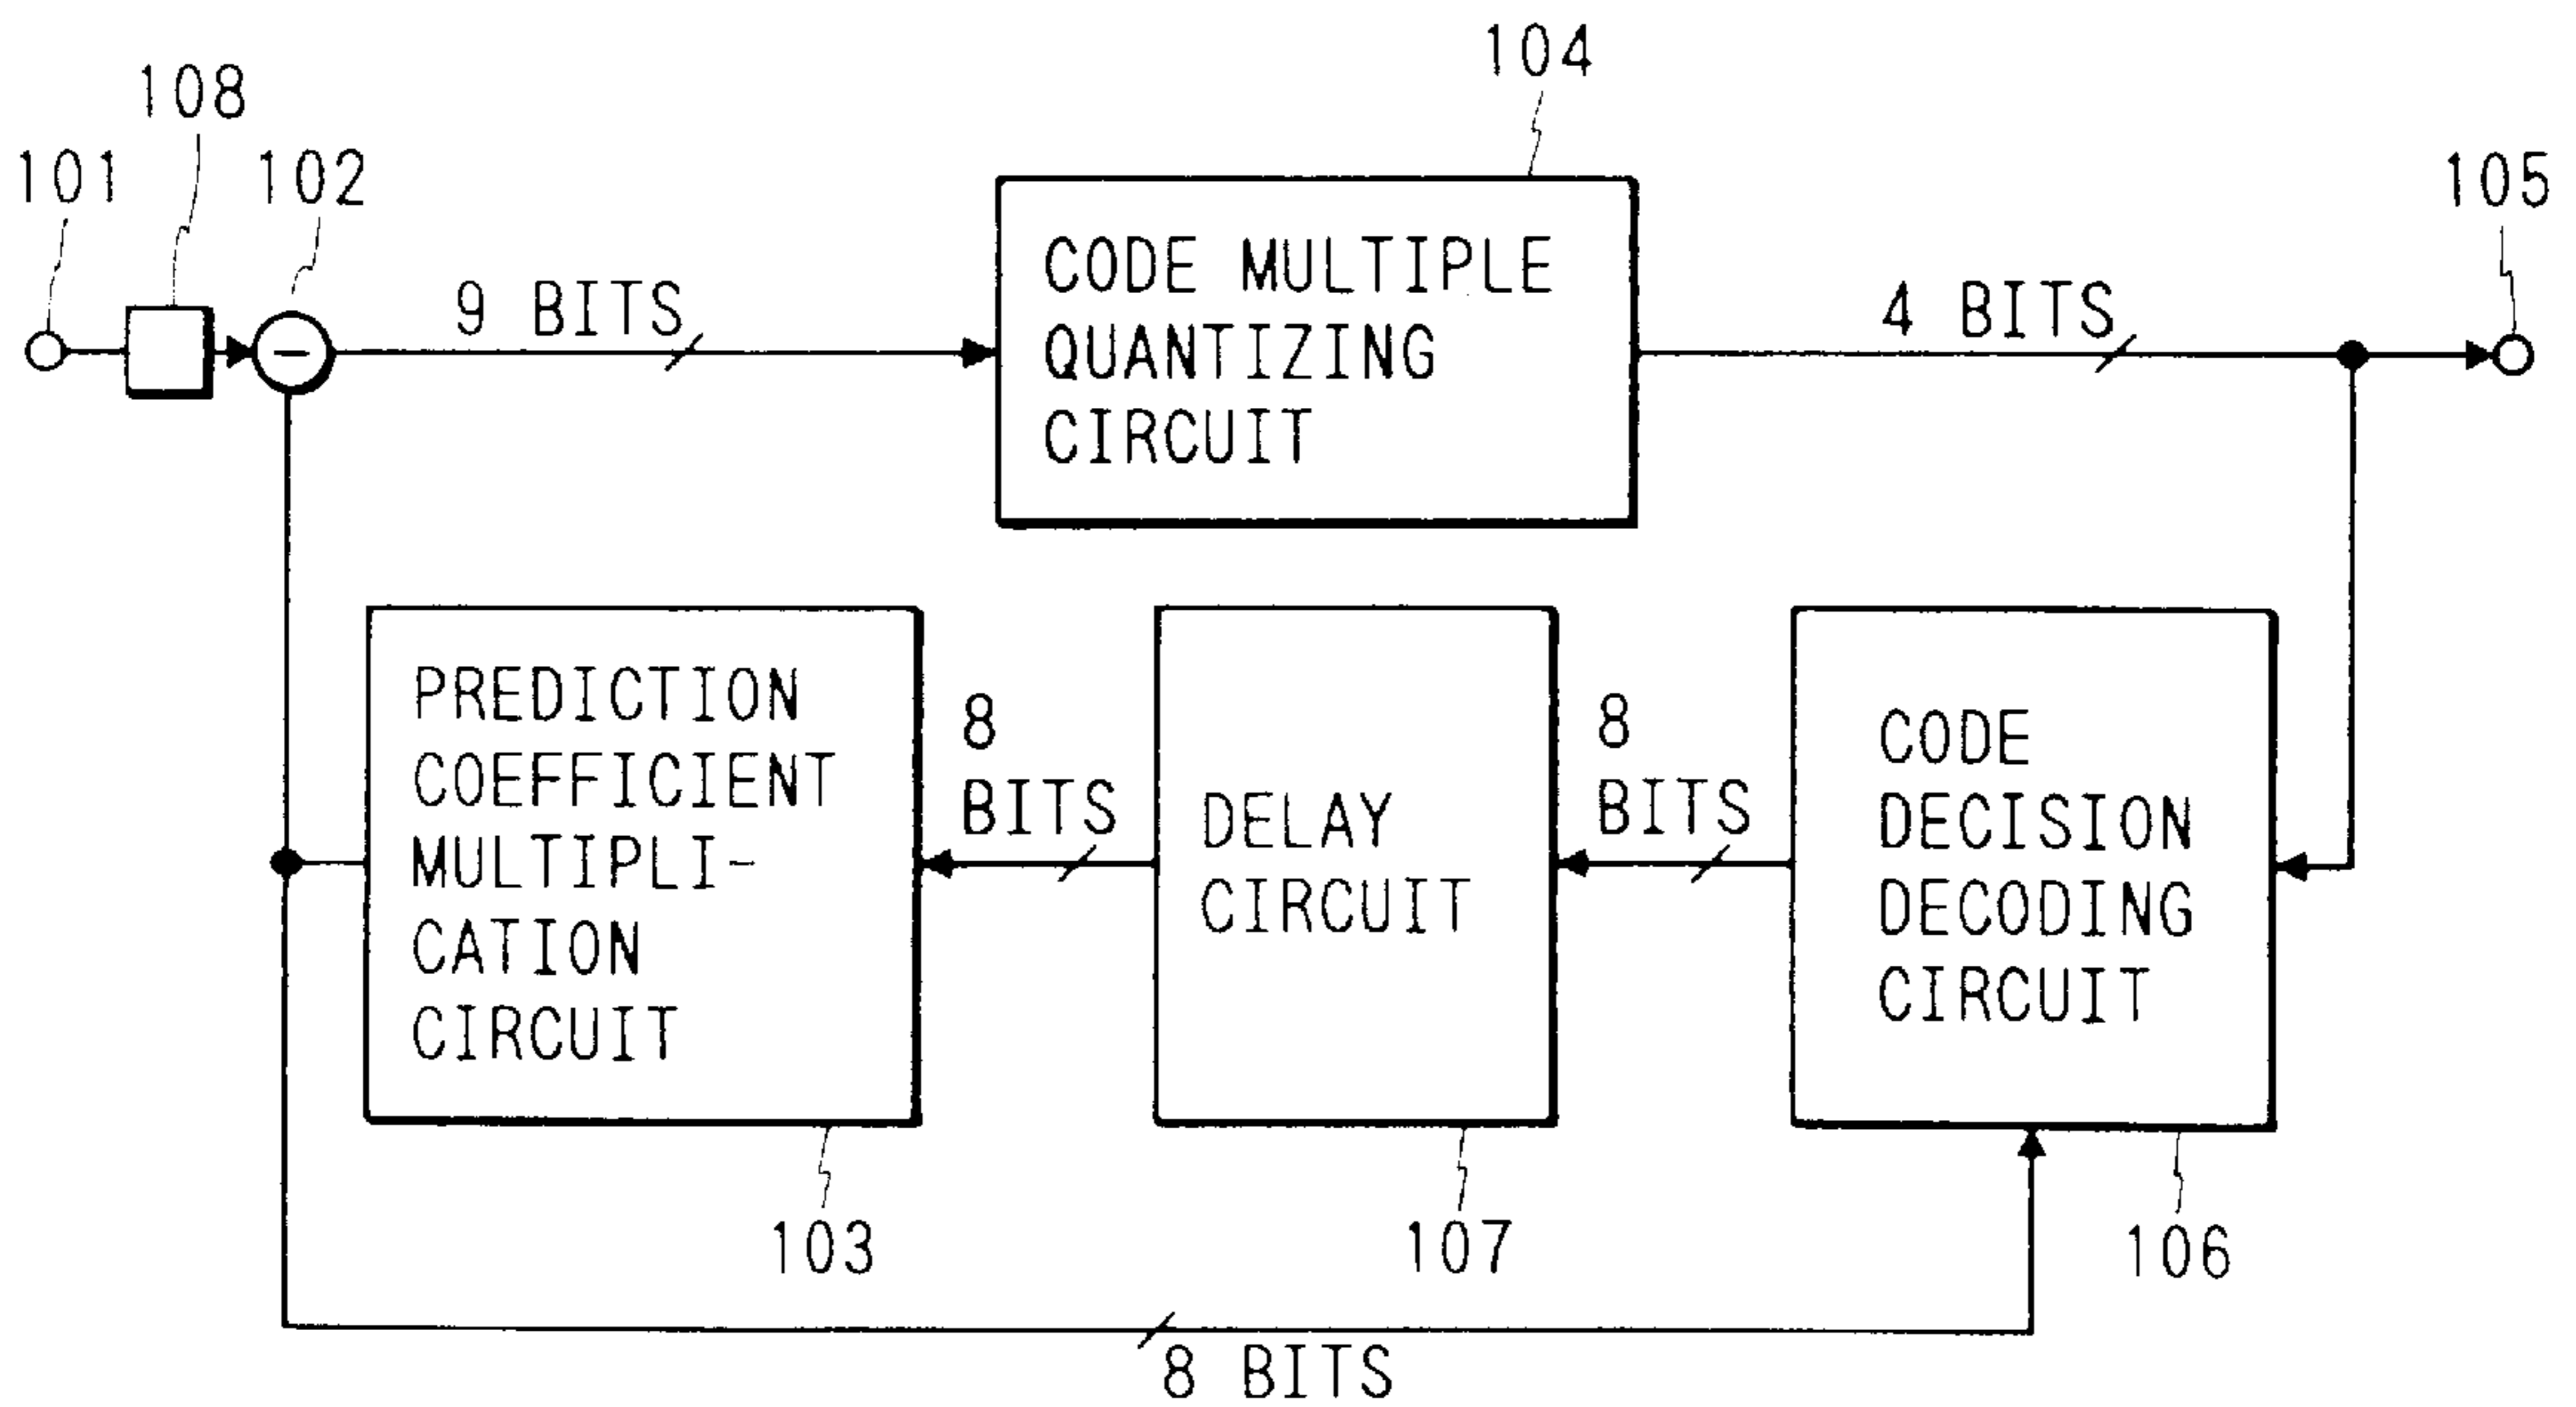 104
108
101
102
105
9 BITS
CODE MULTIPLE
QUANTIZING
CIRCUIT
4 BITS
−
PREDICTION
COEFFICIENT
MULTIPLI-
CATION
CIRCUIT
8
BITS
DELAY
CIRCUIT
8
BITS
CODE
DECISION
DECODING
CIRCUIT
103
107
106
8 BITS